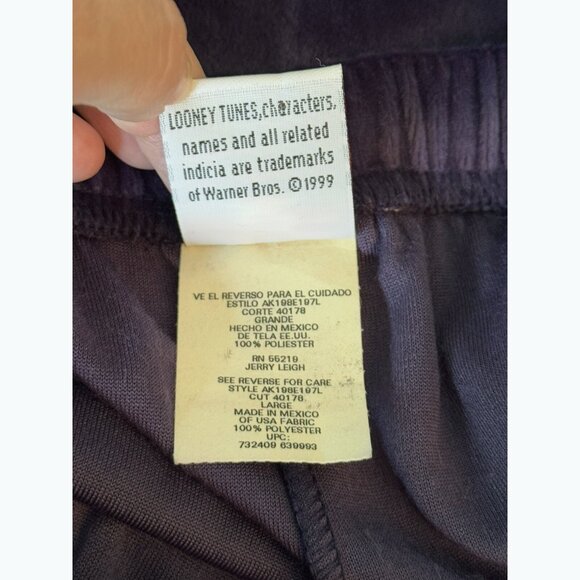 LOONEY TUNES,characters,
names and all related
indicia are trademarks
of Warner Bros. ©1999
VE EL REVERSO PARA EL CUIDADO
ESTILO AK198E197L
CORTE 40178
GRANDE
HECHO EN MEXICO
DE TELA EE.UU.
100% POLIESTER
RN 55219
JERRY LEIGH
SEE REVERSE FOR CARE
STYLE AK198E197L
CUT 40178
LARGE
MADE IN MEXICO
OF USA FABRIC
100% POLYESTER
UPC:
732409 639993